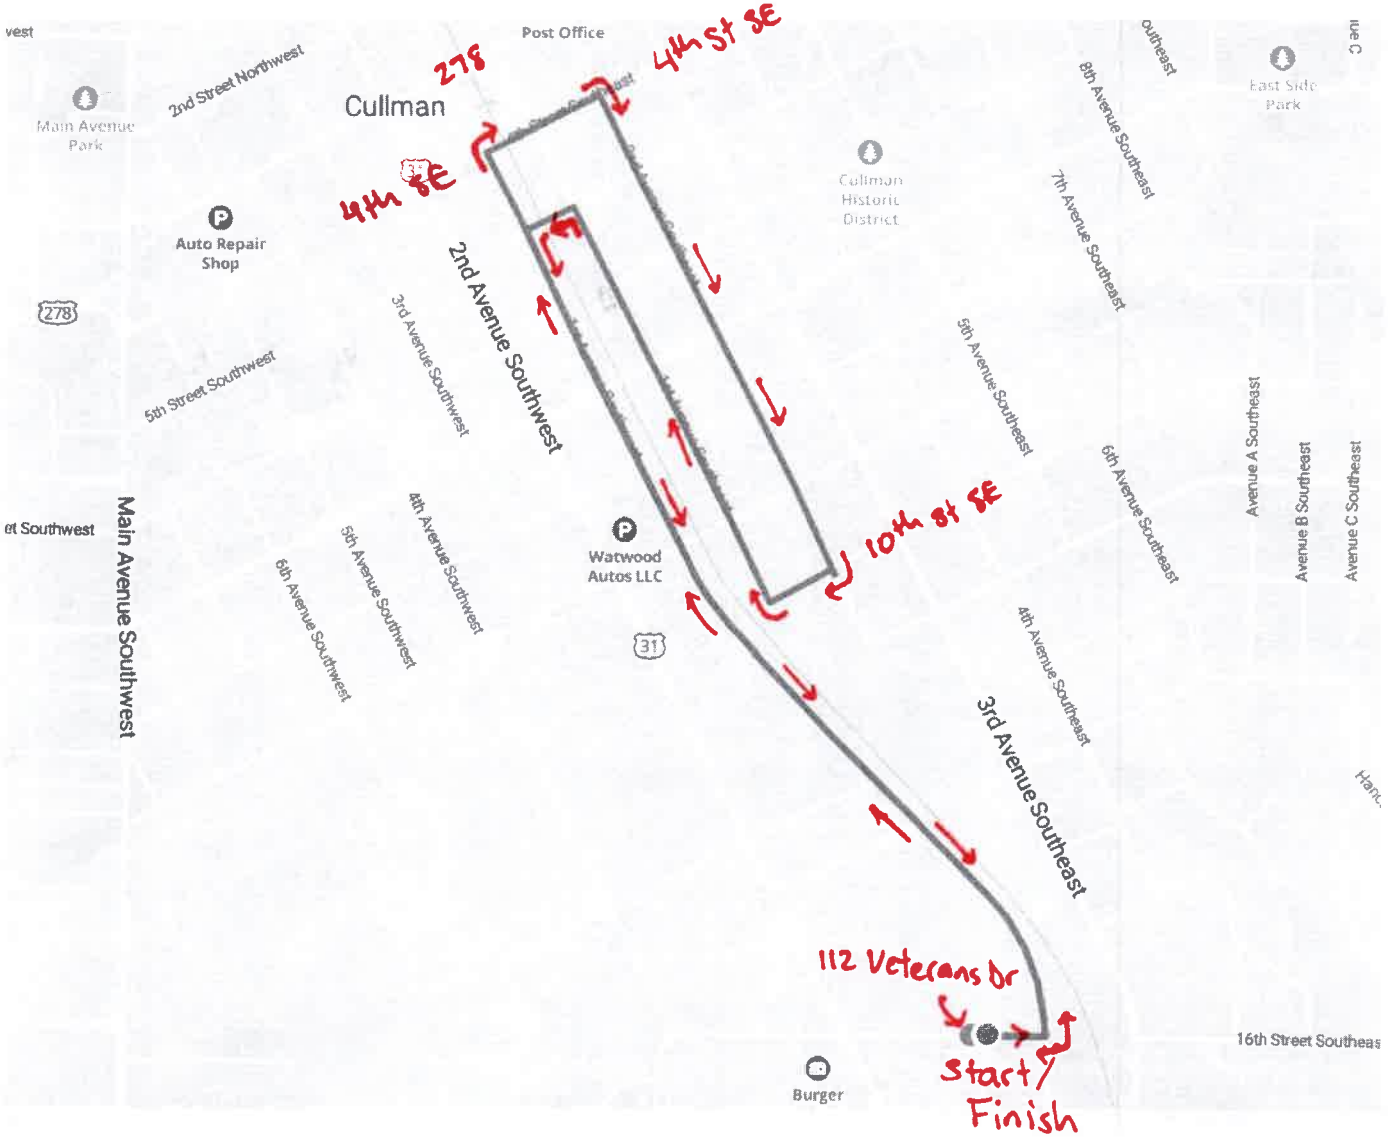 vest
Post Office
4th St SE
outheast
ue C
278
2nd Street Northwest
Cullman
8th Avenue Southeast
East Side
Park
Main Avenue
Park
4th SE
Cullman
Historic
District
7th Avenue Southeast
Auto Repair
Shop
2nd Avenue Southwest
278
3rd Avenue Southwest
5th Avenue Southeast
5th Street Southwest
Avenue A Southeast
Avenue B Southeast
Avenue C Southeast
6th Avenue Southeast
et Southwest
Main Avenue Southwest
4th Avenue Southwest
5th Avenue Southwest
6th Avenue Southwest
Watwood
Autos LLC
10th St SE
31
4th Avenue Southeast
3rd Avenue Southeast
Hanc
112 Veterans Dr
16th Street Southeas
Start/
Finish
Burger